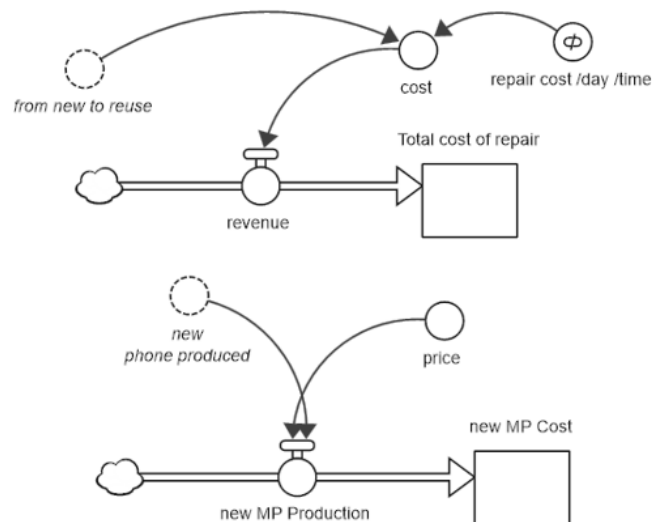 cost
repair cost /day /time
from new to reuse
Total cost of repair
revenue
new
phone produced
price
new MP Cost
new MP Production